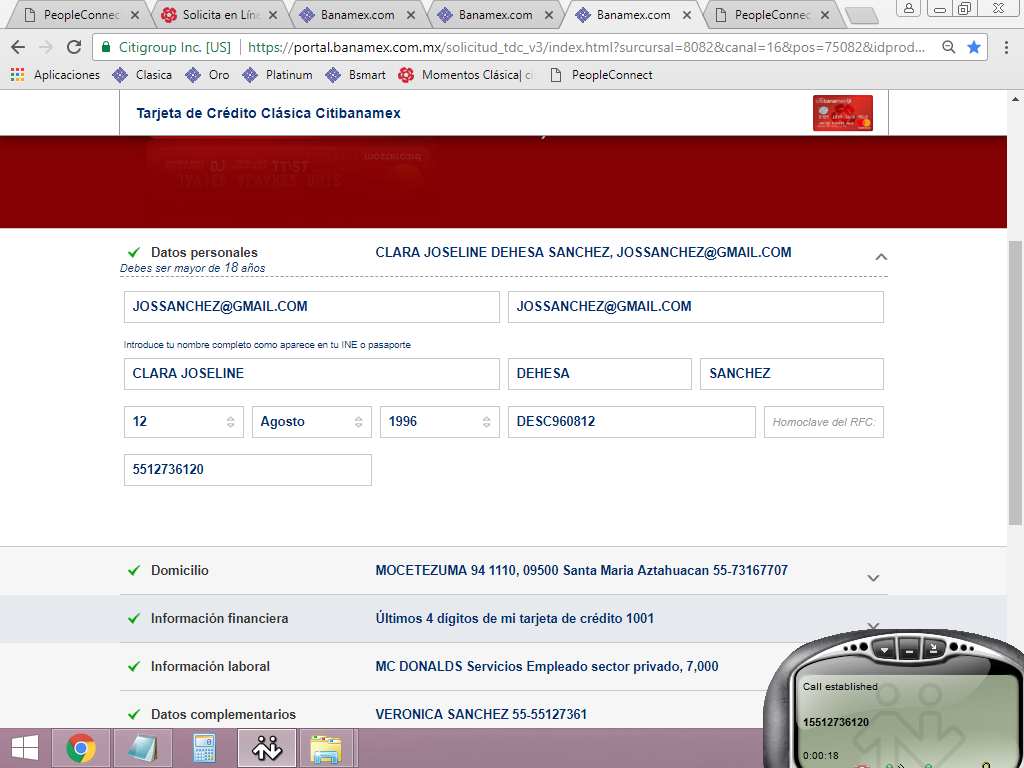 PeopleConnec
Solicita en Líne
Banamex.com
Banamex.com
Banamex.com
PeopleConnec
Citigroup Inc. [US]
https://portal.banamex.com.mx/solicitud_tdc_v3/index.html?surcursal=8082&canal=16&pos=75082&idprod...
Aplicaciones
Clasica
Oro
Platinum
Bsmart
Momentos Clásica| ci
PeopleConnect
Tarjeta de Crédito Clásica Citibanamex
Datos personales
CLARA JOSELINE DEHESA SANCHEZ, JOSSANCHEZ@GMAIL.COM
Debes ser mayor de 18 años
JOSSANCHEZ@GMAIL.COM
JOSSANCHEZ@GMAIL.COM
Introduce tu nombre completo como aparece en tu INE o pasaporte
CLARA JOSELINE
DEHESA
SANCHEZ
12
Agosto
1996
DESC960812
Homoclave del RFC:
5512736120
Domicilio
MOCETEZUMA 94 1110, 09500 Santa Maria Aztahuacan 55-73167707
Información financiera
Últimos 4 dígitos de mi tarjeta de crédito 1001
Información laboral
MC DONALDS Servicios Empleado sector privado, 7,000
Datos complementarios
VERONICA SANCHEZ 55-55127361
Call established
15512736120
0:00:18